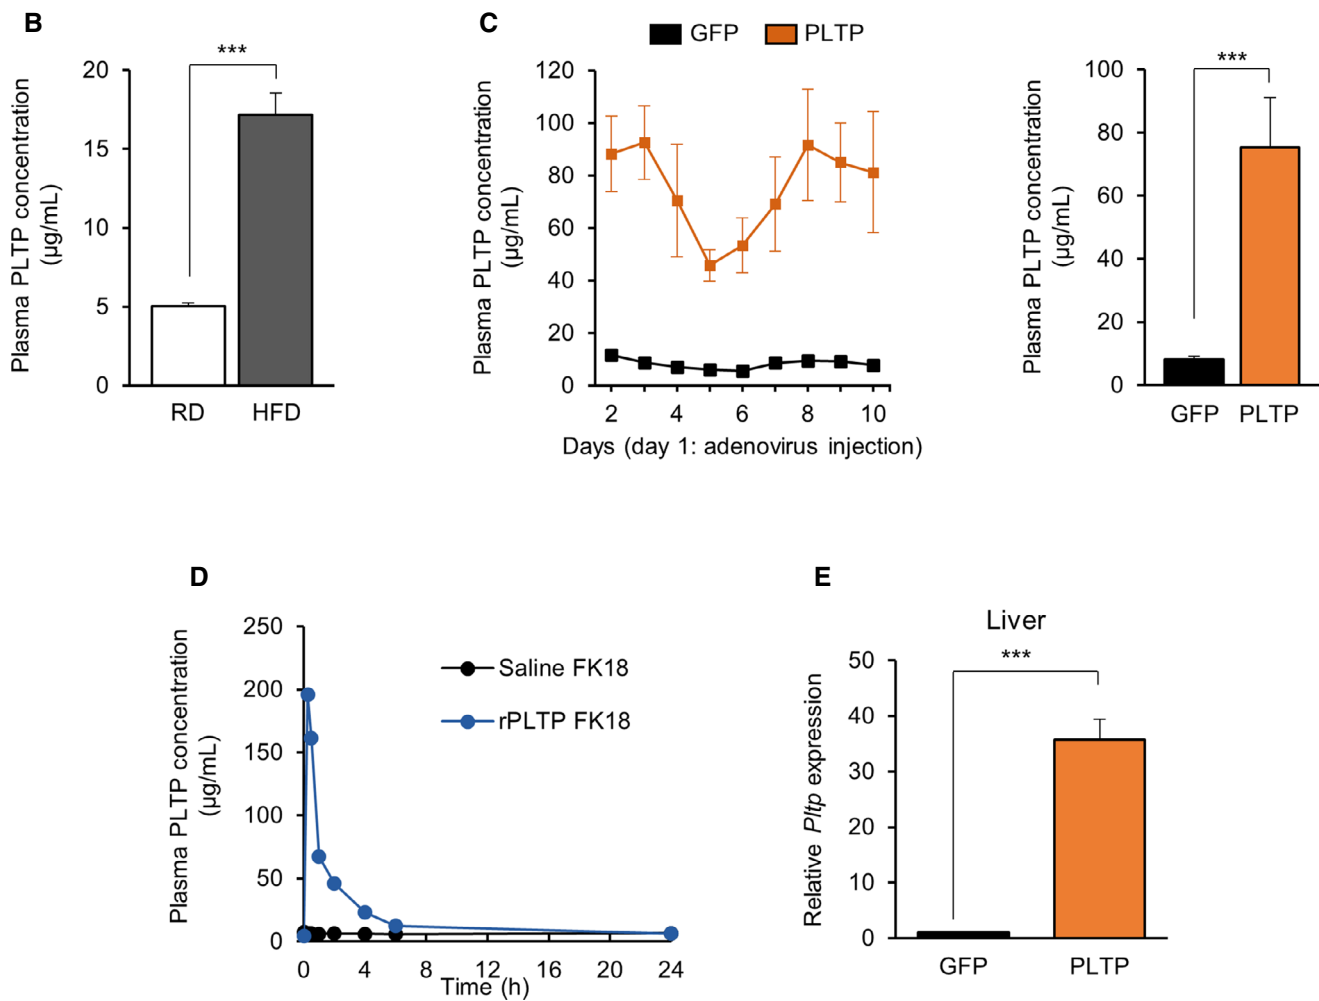 B
***
Plasma PLTP concentration
(µg/mL)
20
15
10
5
0
RD HFD
C
GFP PLTP
Plasma PLTP concentration
(µg/mL)
120
100
80
60
40
20
0
2 4 6 8 10
Days (day 1: adenovirus injection)
***
Plasma PLTP concentration
(µg/mL)
100
80
60
40
20
0
GFP PLTP
D
Plasma PLTP concentration
(µg/mL)
250
200
150
100
50
0
Saline FK18
rPLTP FK18
0 4 8 12 16 20 24
Time (h)
E
Liver
***
Relative Pltp expression
50
40
30
20
10
0
GFP PLTP